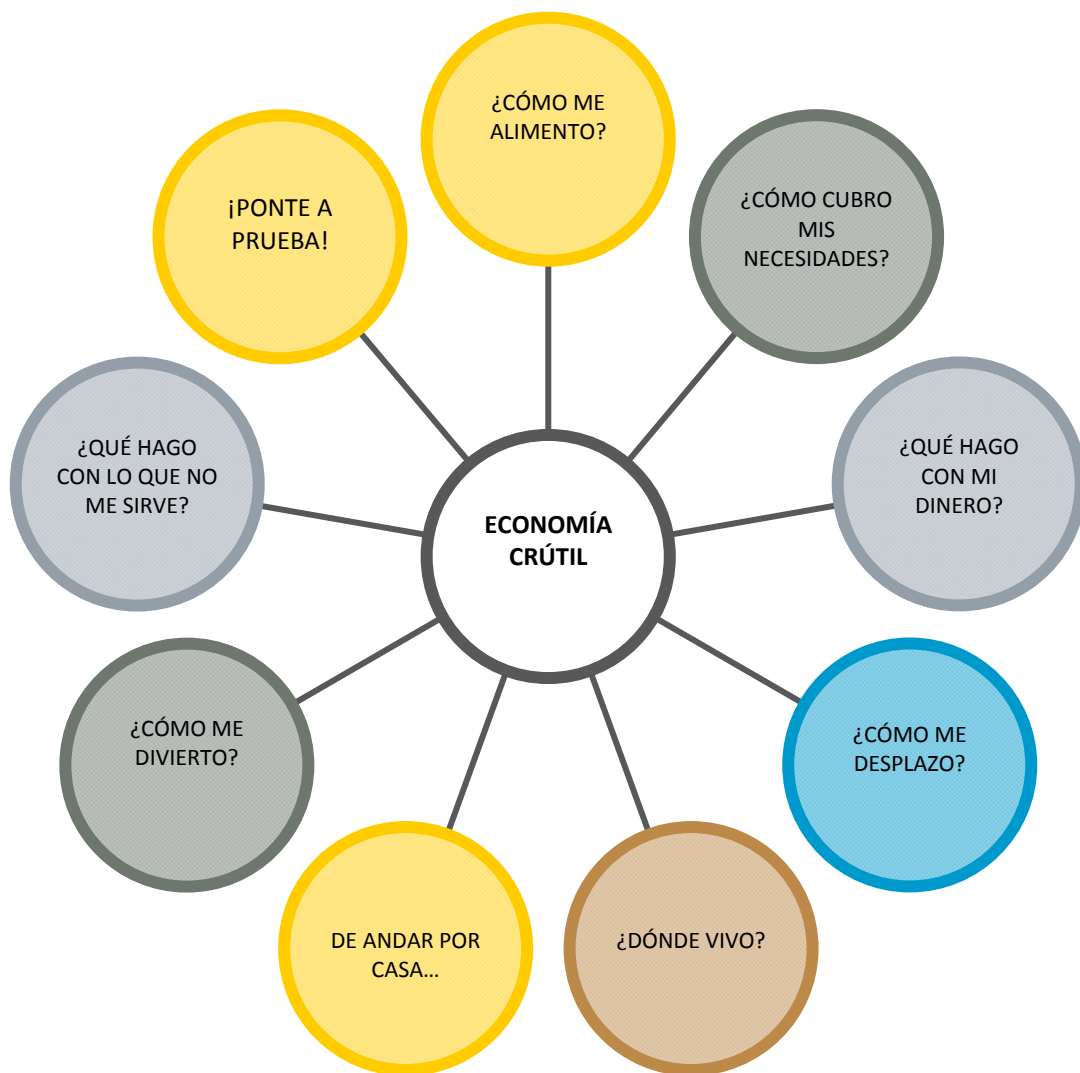 ¿CÓMO ME
ALIMENTO?
¿CÓMO CUBRO
MIS
NECESIDADES?
¿QUÉ HAGO
CON MI
DINERO?
¿CÓMO ME
DESPLAZO?
¿DÓNDE VIVO?
DE ANDAR POR
CASA...
¿CÓMO ME
DIVIERTO?
¿QUÉ HAGO
CON LO QUE NO
ME SIRVE?
¡PONTE A
PRUEBA!
ECONOMÍA
CRÚTIL